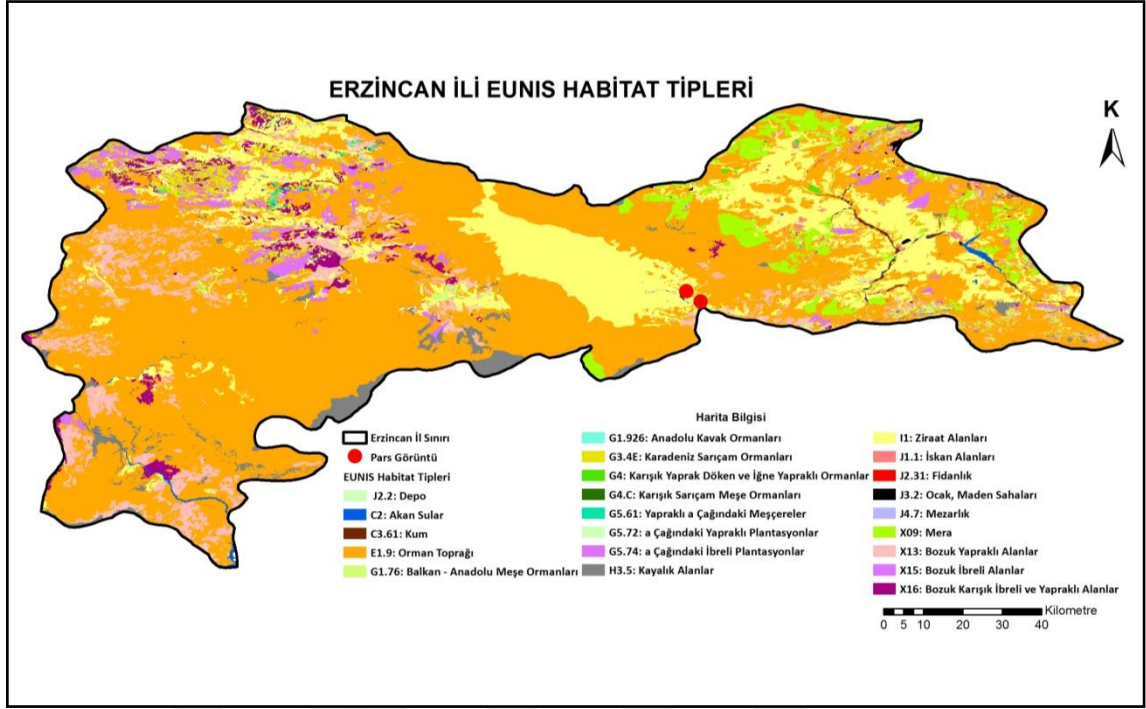 ERZİNCAN İLİ EUNIS HABİTAT TİPLERİ
K
Harita Bilgisi
Erzincan İl Sınırı
Pars Görüntü
EUNIS Habitat Tipleri
J2.2: Depo
C2: Akan Sular
C3.61: Kum
E1.9: Orman Toprağı
G1.76: Balkan - Anadolu Meşe Ormanları
G1.926: Anadolu Kavak Ormanları
G3.4E: Karadeniz Sarıçam Ormanları
G4: Karışık Yaprak Döken ve İğne Yapraklı Ormanlar
G4.C: Karışık Sarıçam Meşe Ormanları
G5.61: Yapraklı a Çağındaki Meşçereler
G5.72: a Çağındaki Yapraklı Plantasyonlar
G5.74: a Çağındaki İbreli Plantasyonlar
H3.5: Kayalık Alanlar
I1: Ziraat Alanları
J1.1: İskan Alanları
J2.31: Fidanlık
J3.2: Ocak, Maden Sahaları
J4.7: Mezarlık
X09: Mera
X13: Bozuk Yapraklı Alanlar
X15: Bozuk İbreli Alanlar
X16: Bozuk Karışık İbreli ve Yapraklı Alanlar
Kilometre
0 5 10 20 30 40